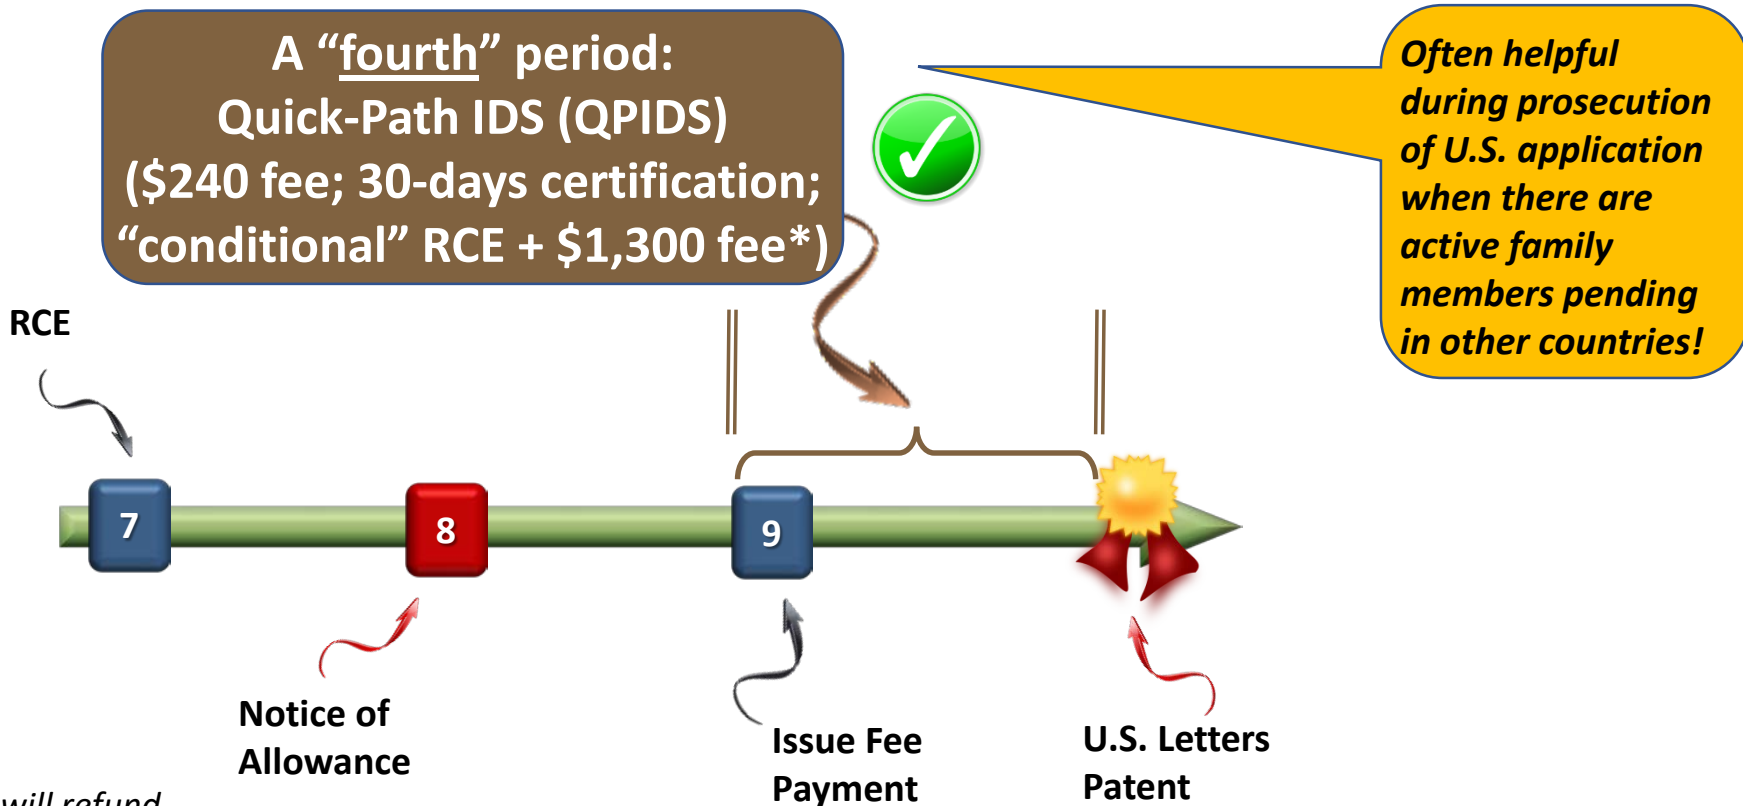 A “fourth” period:
Quick-Path IDS (QPIDS)
($240 fee; 30-days certification;
“conditional” RCE + $1,300 fee*)
Often helpful
during prosecution
of U.S. application
when there are
active family
members pending
in other countries!
RCE
7
8
9
Notice of
Allowance
Issue Fee
Payment
U.S. Letters
Patent
will refund